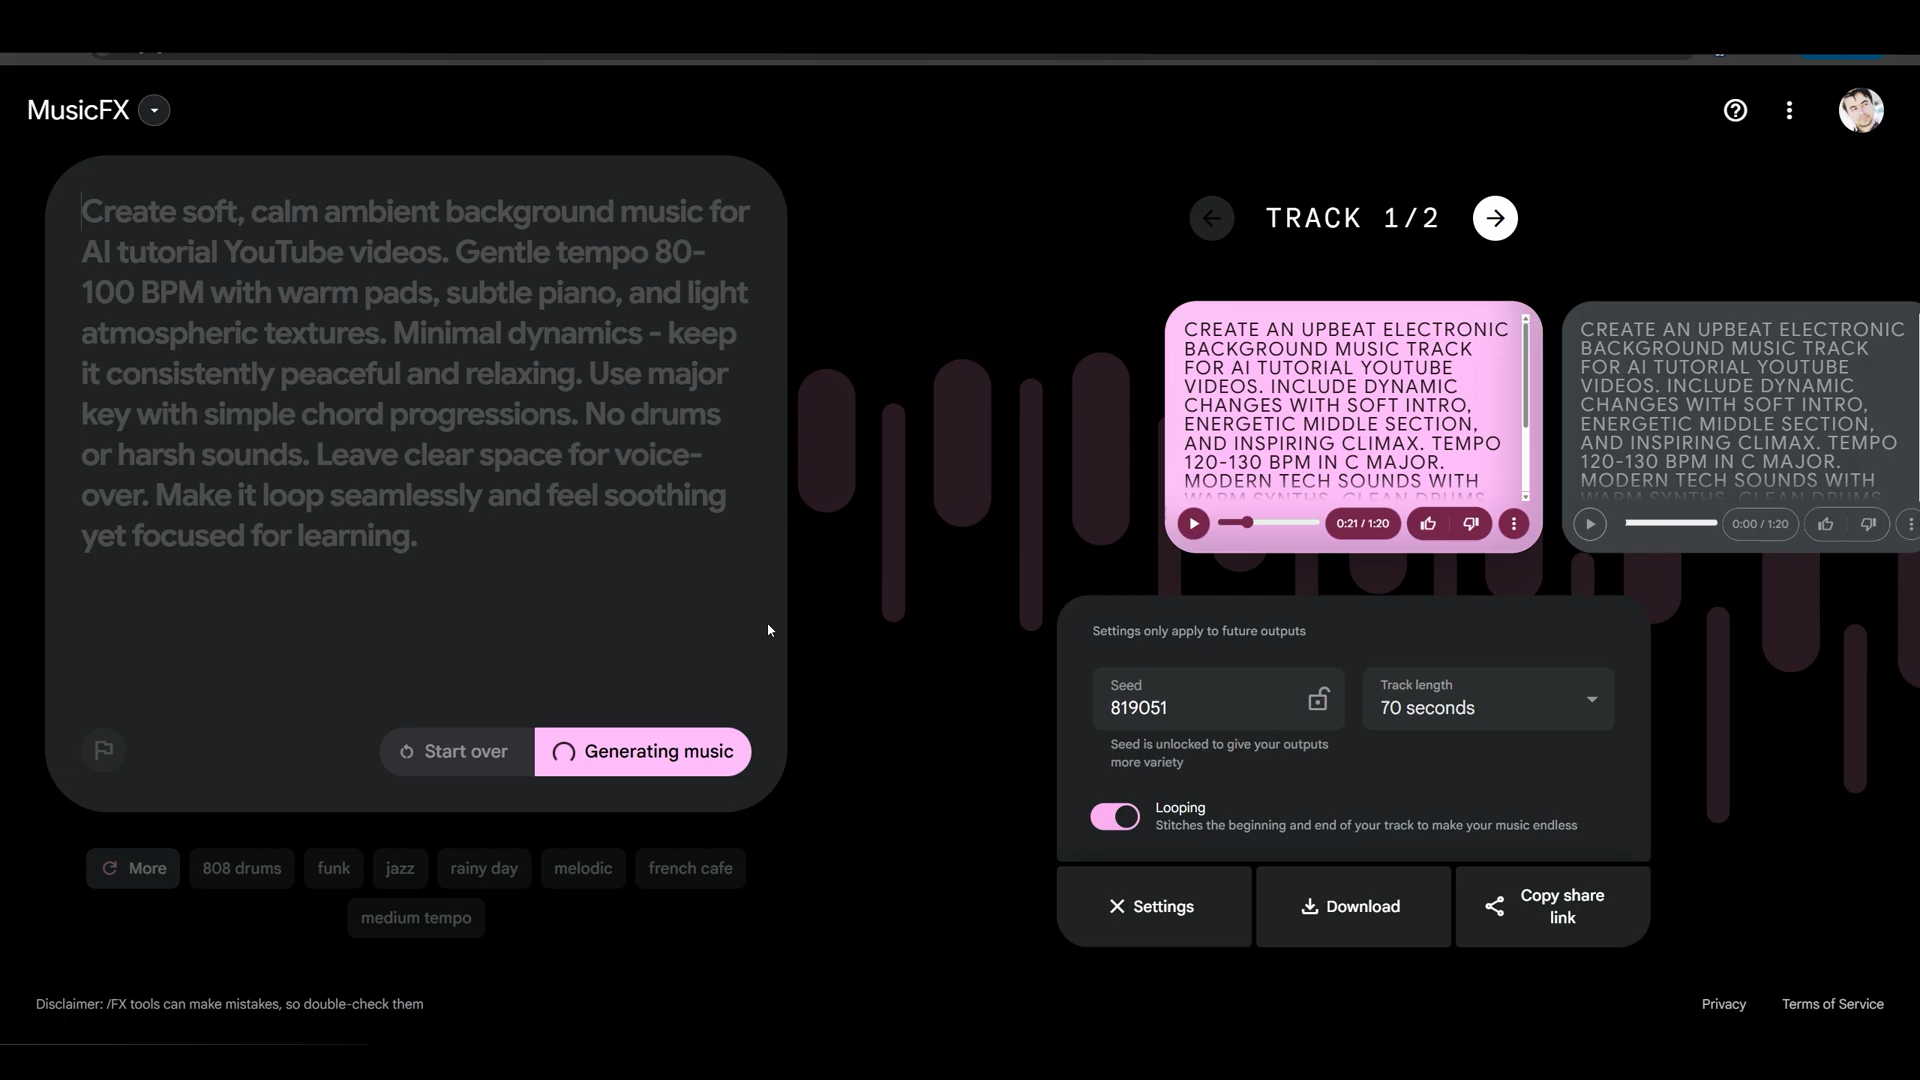 MusicFX
Create soft, calm ambient background music for
AI tutorial YouTube videos. Gentle tempo 80-
100 BPM with warm pads, subtle piano, and light
atmospheric textures. Minimal dynamics - keep
it consistently peaceful and relaxing. Use major
key with simple chord progressions. No drums
or harsh sounds. Leave clear space for voice-
over. Make it loop seamlessly and feel soothing
yet focused for learning.
Start over
Generating music
More
808 drums
funk
jazz
rainy day
melodic
french cafe
medium tempo
TRACK 1/2
CREATE AN UPBEAT ELECTRONIC
BACKGROUND MUSIC TRACK
FOR AI TUTORIAL YOUTUBE
VIDEOS. INCLUDE DYNAMIC
CHANGES WITH SOFT INTRO,
ENERGETIC MIDDLE SECTION,
AND INSPIRING CLIMAX. TEMPO
120-130 BPM IN C MAJOR.
MODERN TECH SOUNDS WITH
WARM SYNTHS, CLEAN DRUMS
0:21 / 1:20
CREATE AN UPBEAT ELECTRONIC
BACKGROUND MUSIC TRACK
FOR AI TUTORIAL YOUTUBE
VIDEOS. INCLUDE DYNAMIC
CHANGES WITH SOFT INTRO,
ENERGETIC MIDDLE SECTION,
AND INSPIRING CLIMAX. TEMPO
120-130 BPM IN C MAJOR.
MODERN TECH SOUNDS WITH
WARM SYNTHS, CLEAN DRUMS
0:00 / 1:20
Settings only apply to future outputs
Seed
819051
Seed is unlocked to give your outputs
more variety
Track length
70 seconds
Looping
Stitches the beginning and end of your track to make your music endless
Settings
Download
Copy share
link
Disclaimer: /FX tools can make mistakes, so double-check them
Privacy
Terms of Service